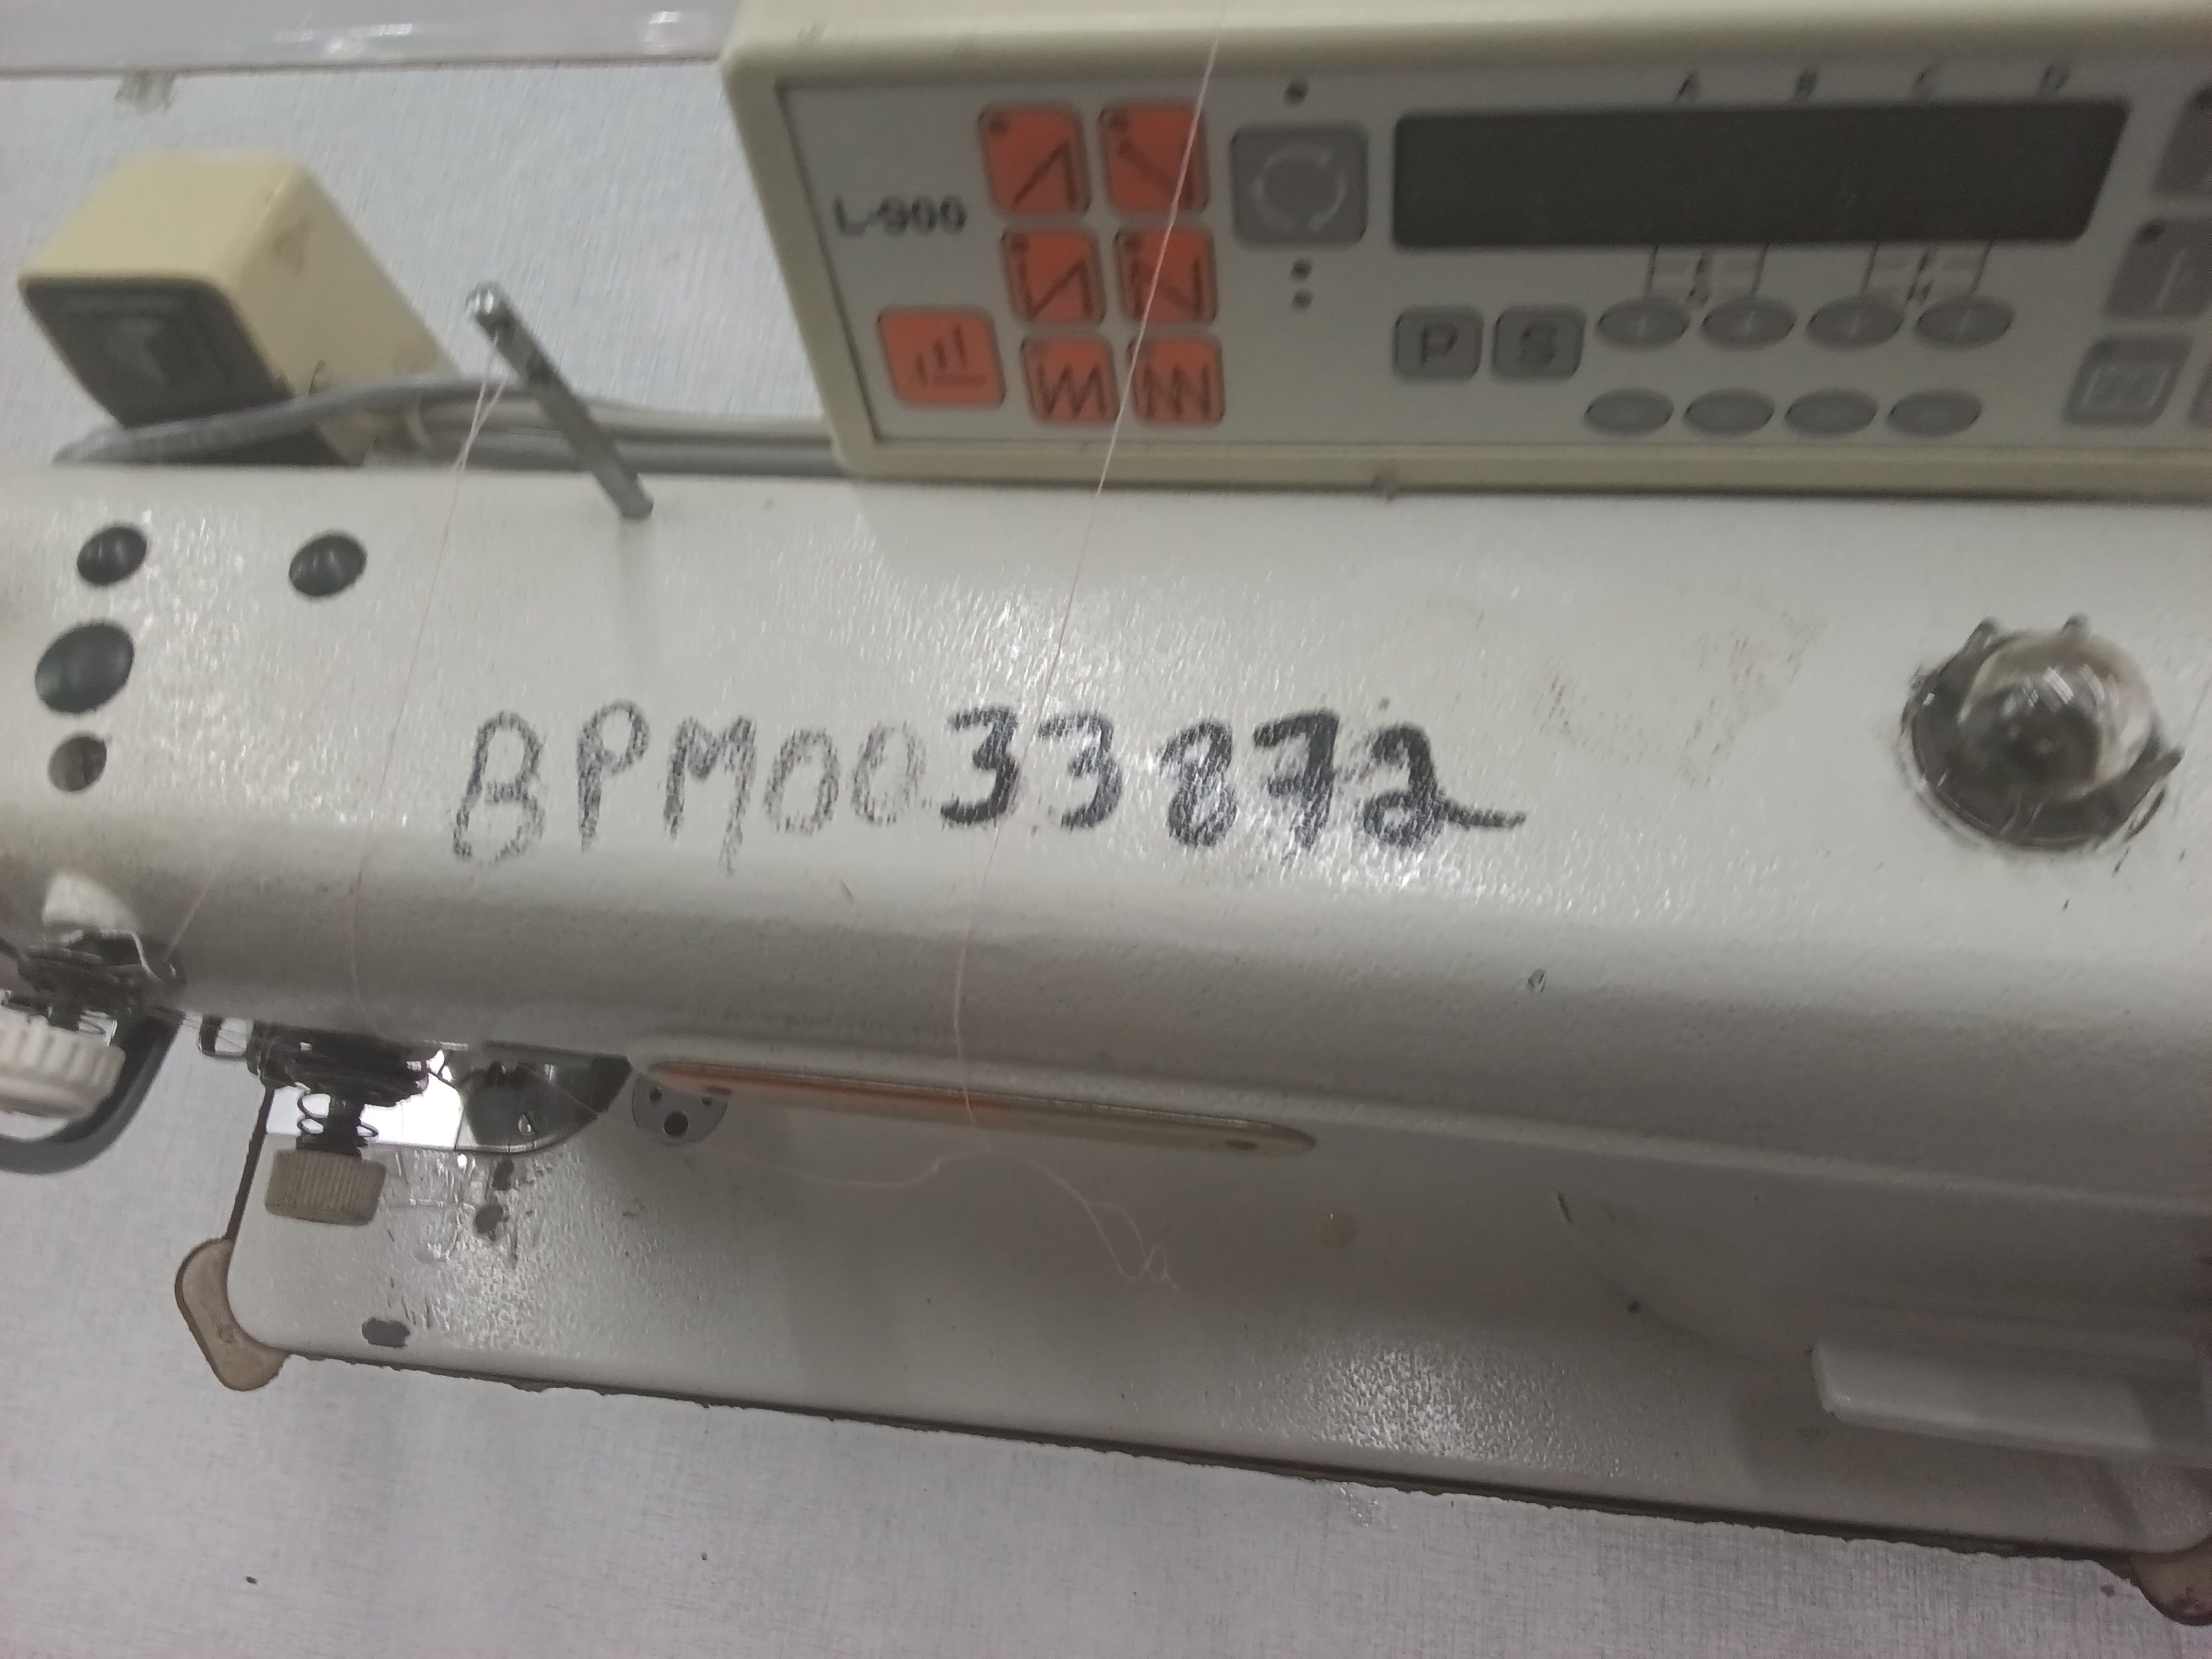 A B C D
L-900
E F
G H
P S
BPM0033872